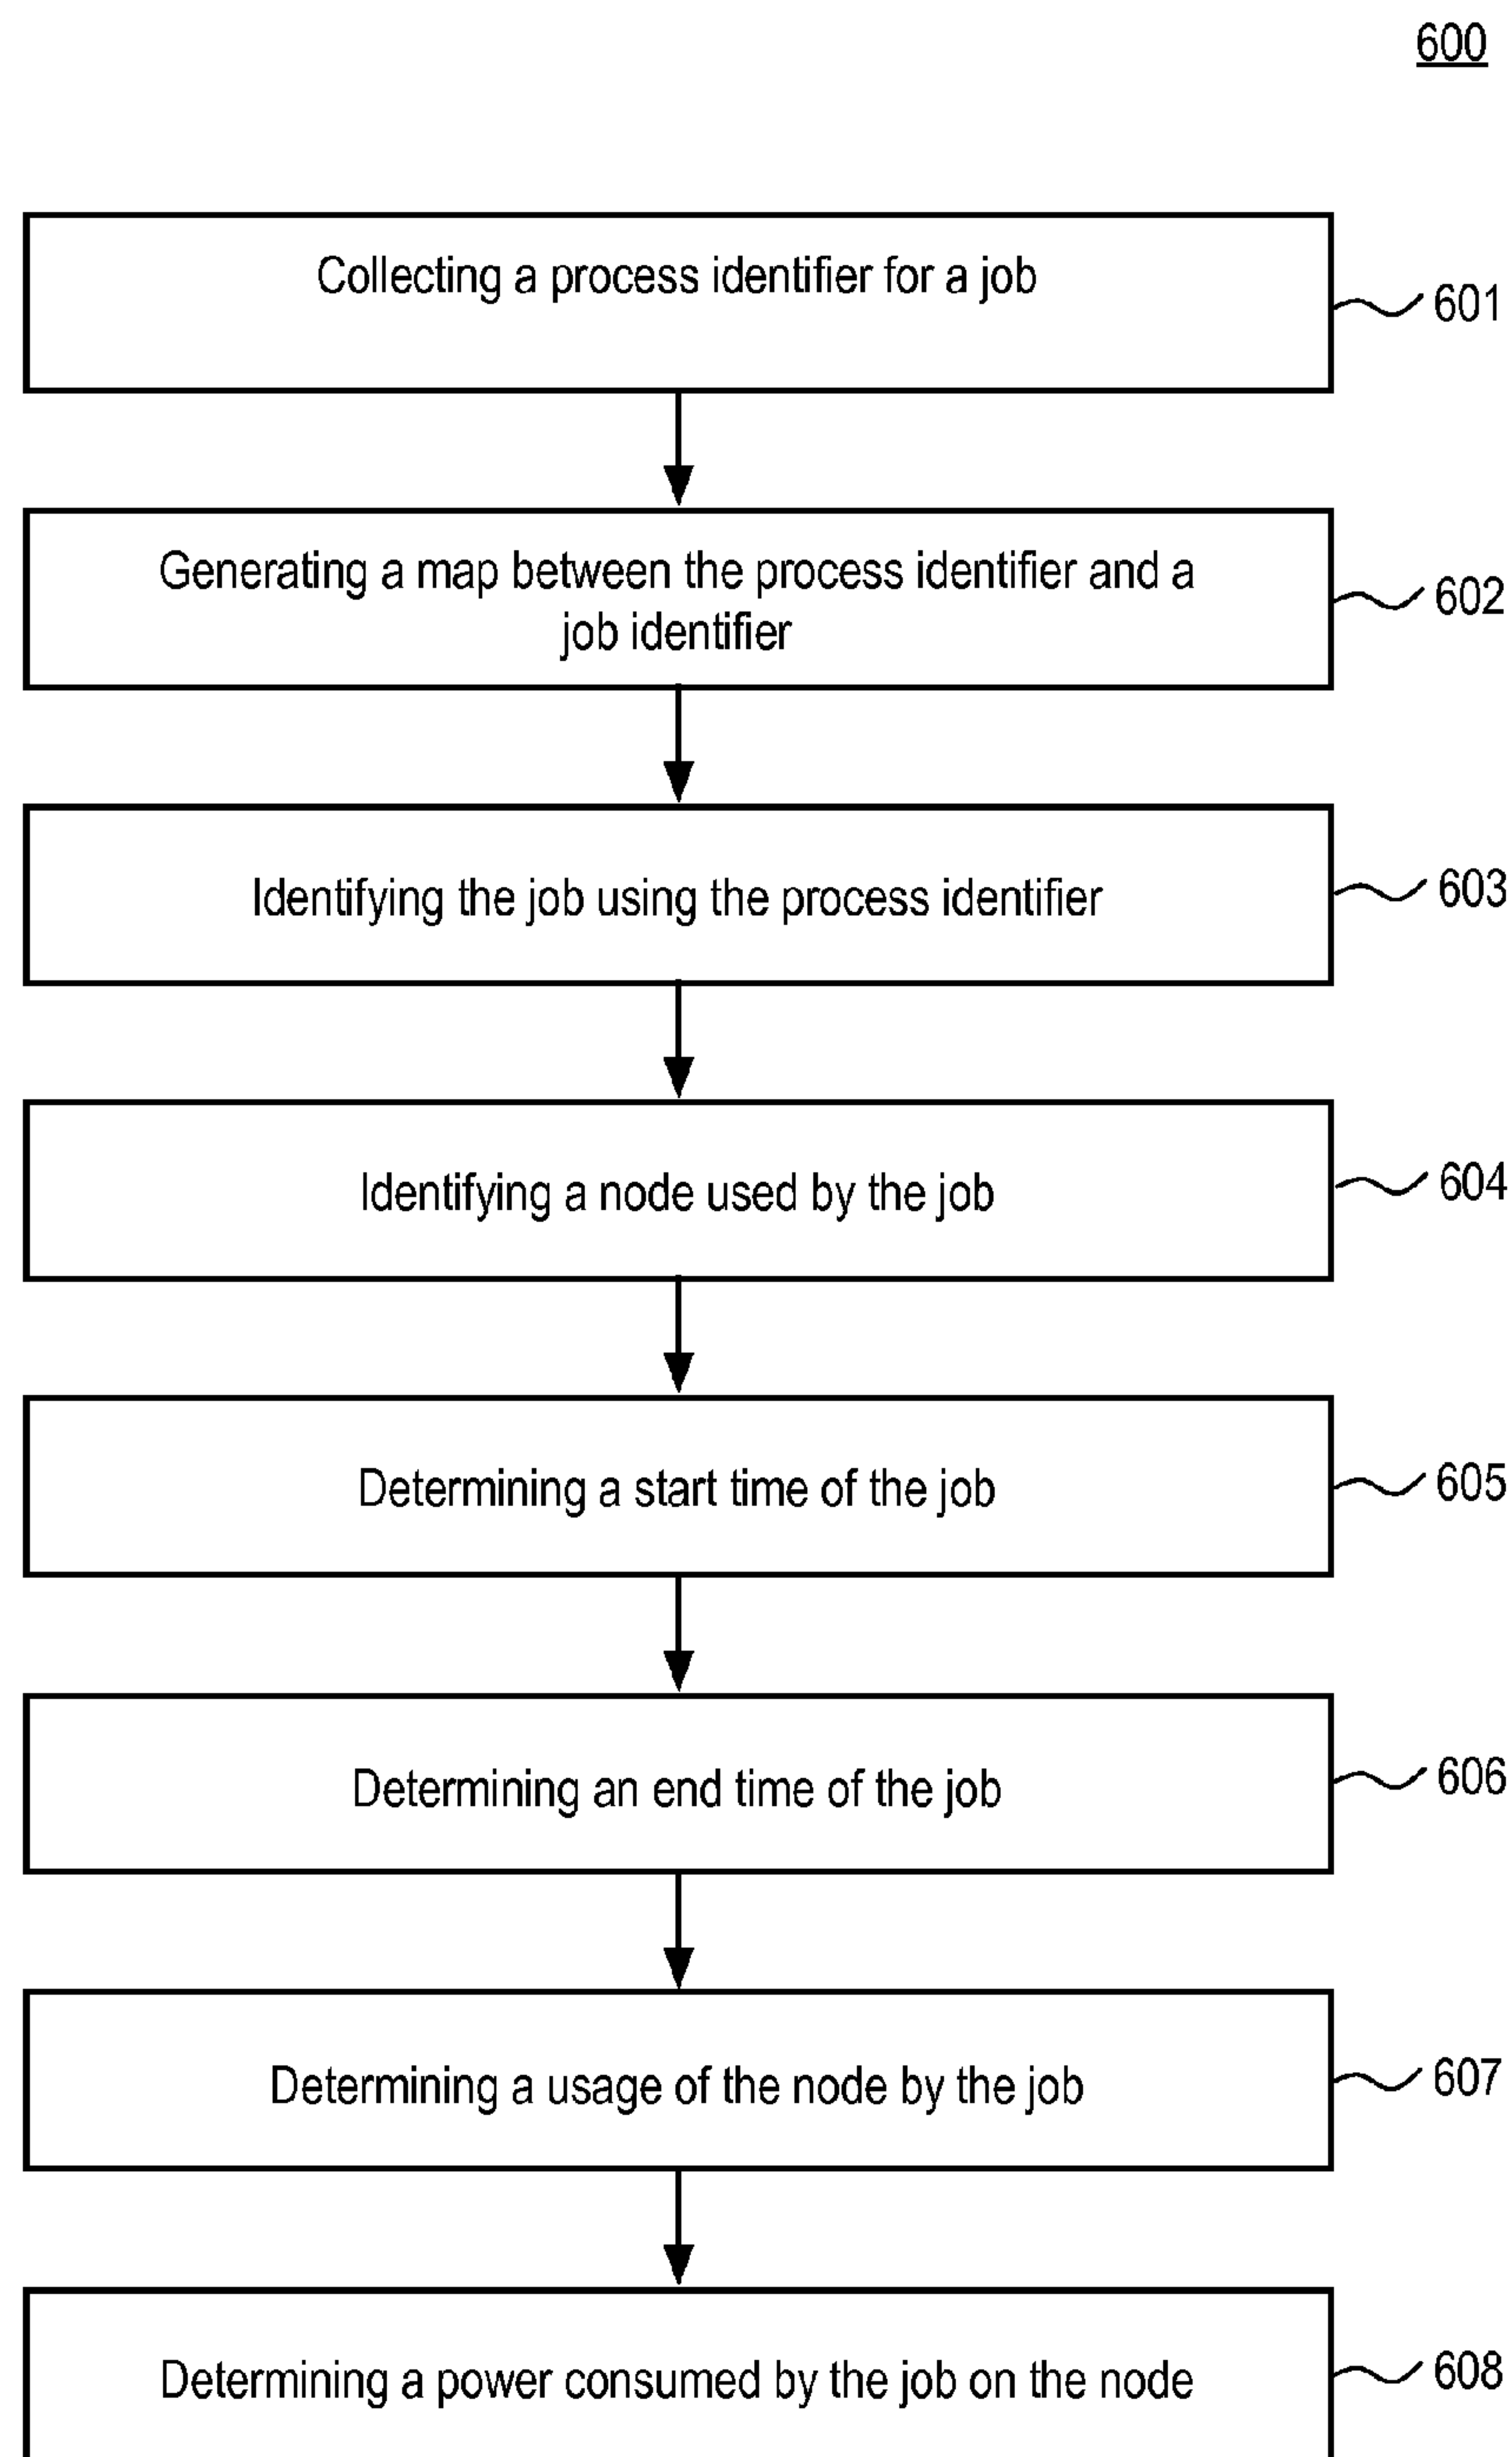 600
Collecting a process identifier for a job
601
Generating a map between the process identifier and a
job identifier
602
Identifying the job using the process identifier
603
Identifying a node used by the job
604
Determining a start time of the job
605
Determining an end time of the job
606
Determining a usage of the node by the job
607
Determining a power consumed by the job on the node
608